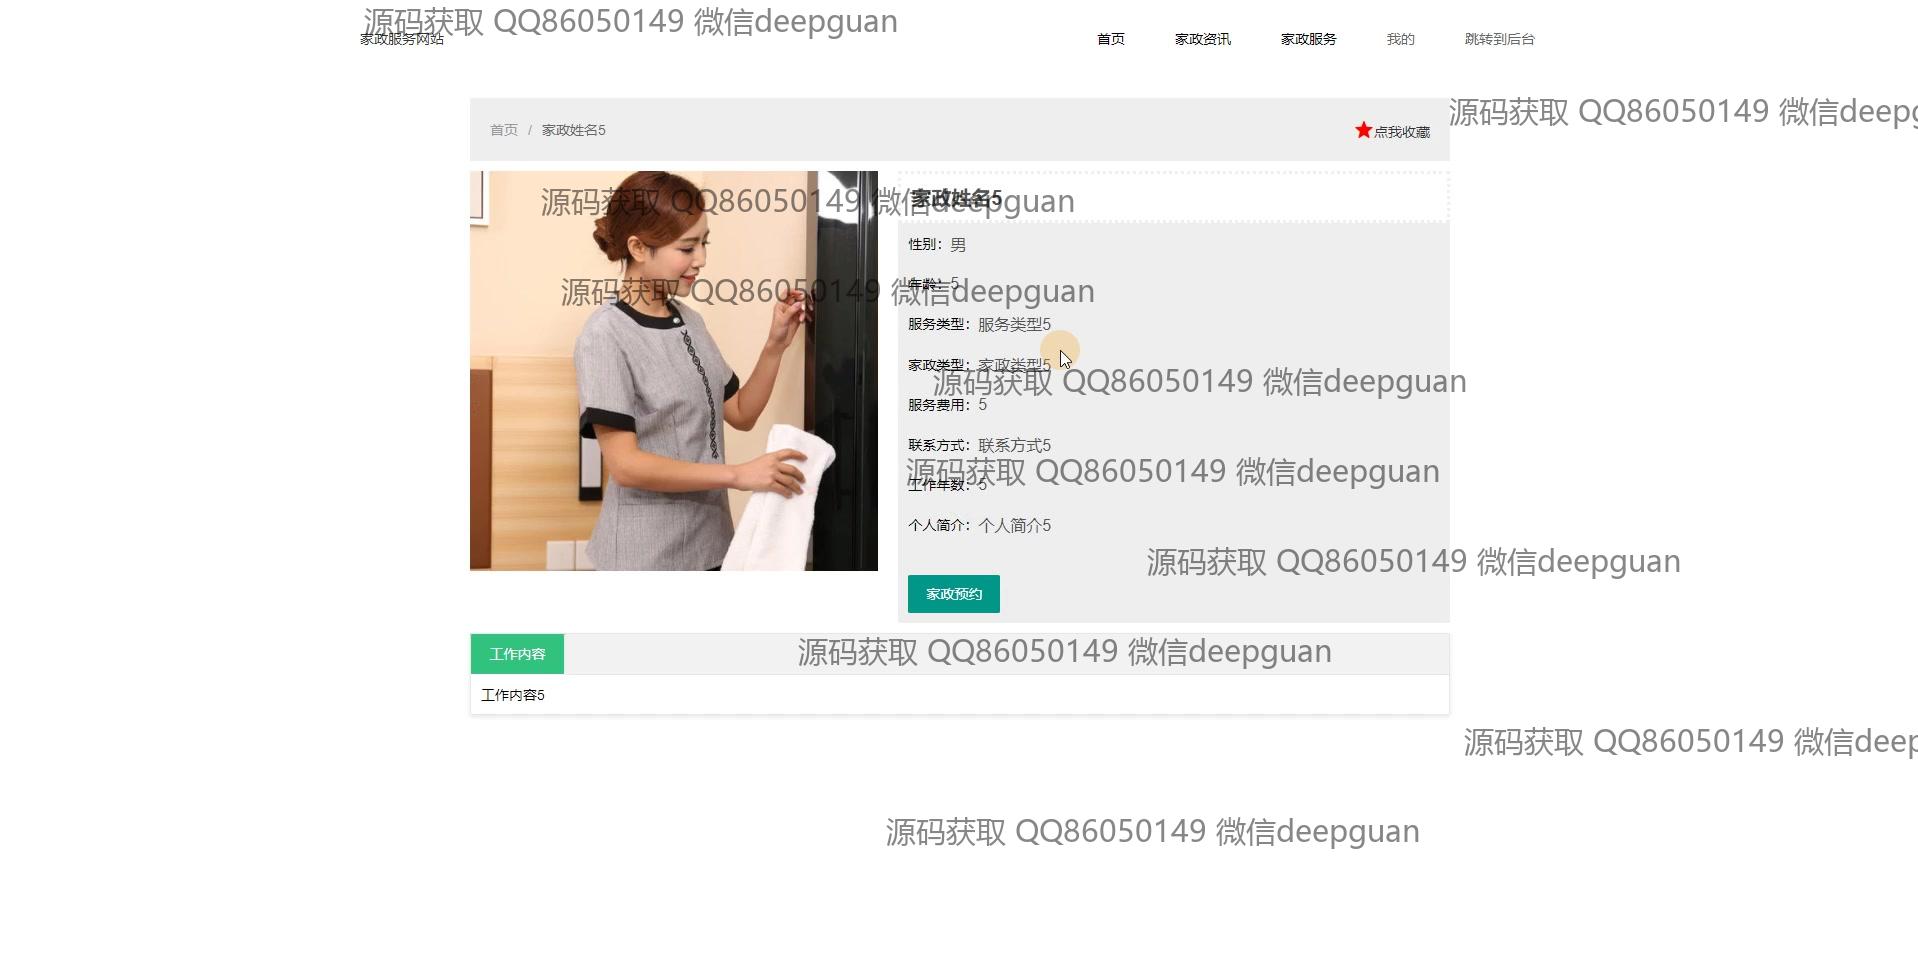 源码获取 QQ86050149 微信deepguan
家政服务网站
首页 家政资讯 家政服务 我的 跳转到后台
源码获取 QQ86050149 微信deepg
首页 / 家政姓名5
点我收藏
源码获取 QQ86050149 微信deepguan
家政姓名5
性别：男
源码获取 QQ86050149 微信deepguan
年龄：5
服务类型：服务类型5
家政类型：家政类型5
源码获取 QQ86050149 微信deepguan
服务费用：5
联系方式：联系方式5
源码获取 QQ86050149 微信deepguan
工作年数：5
个人简介：个人简介5
源码获取 QQ86050149 微信deepguan
家政预约
工作内容
源码获取 QQ86050149 微信deepguan
工作内容5
源码获取 QQ86050149 微信deep
源码获取 QQ86050149 微信deepguan